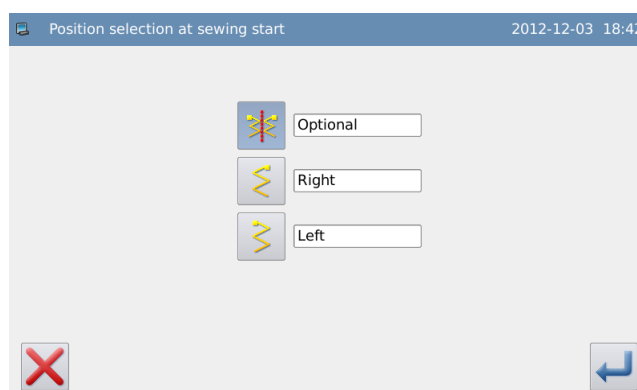 Position selection at sewing start 2012-12-03 18:42
Optional
Right
Left